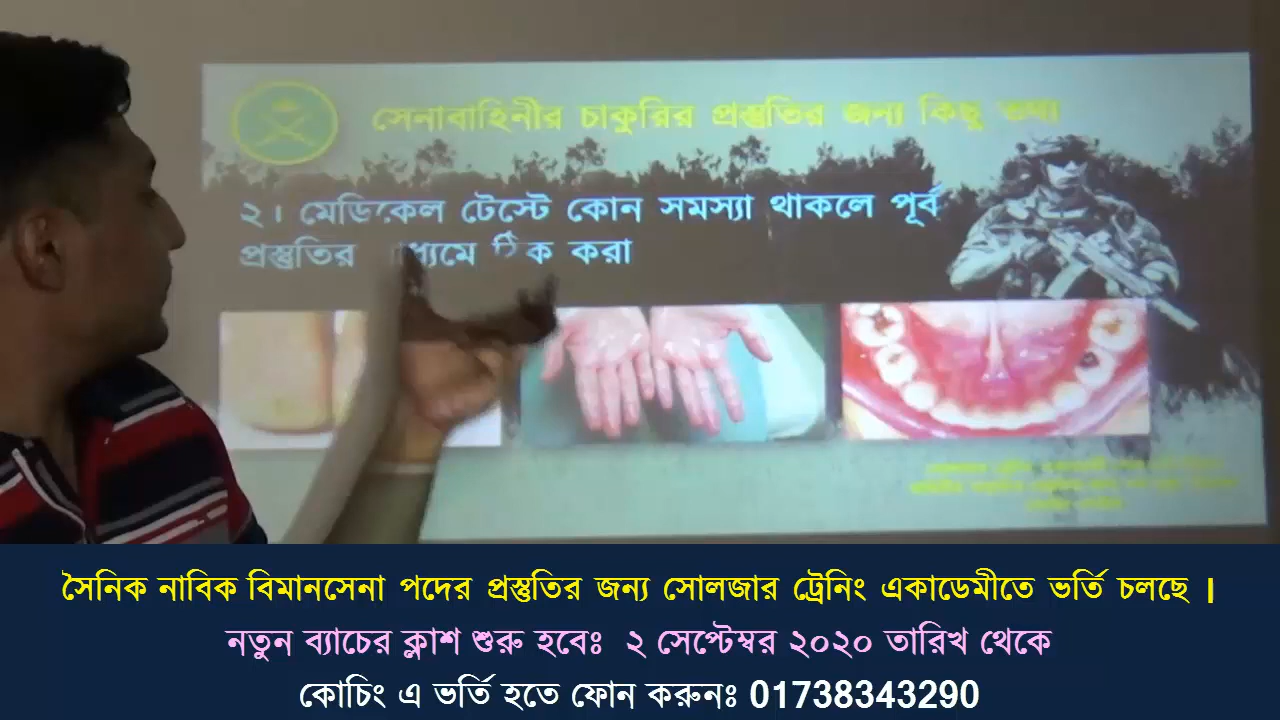 সেনাবাহিনীর চাকুরির প্রস্তুতির জন্য কিছু তথ্য
২। মেডিকেল টেস্টে কোন সমস্যা থাকলে পূর্ব
প্রস্তুতির মাধ্যমে ঠিক করা
সৈনিক নাবিক বিমানসেনা পদের প্রস্তুতির জন্য সোলজার ট্রেনিং একাডেমীতে ভর্তি চলছে ।
নতুন ব্যাচের ক্লাশ শুরু হবেঃ ২ সেপ্টেম্বর ২০২০ তারিখ থেকে
কোচিং এ ভর্তি হতে ফোন করুনঃ 01738343290